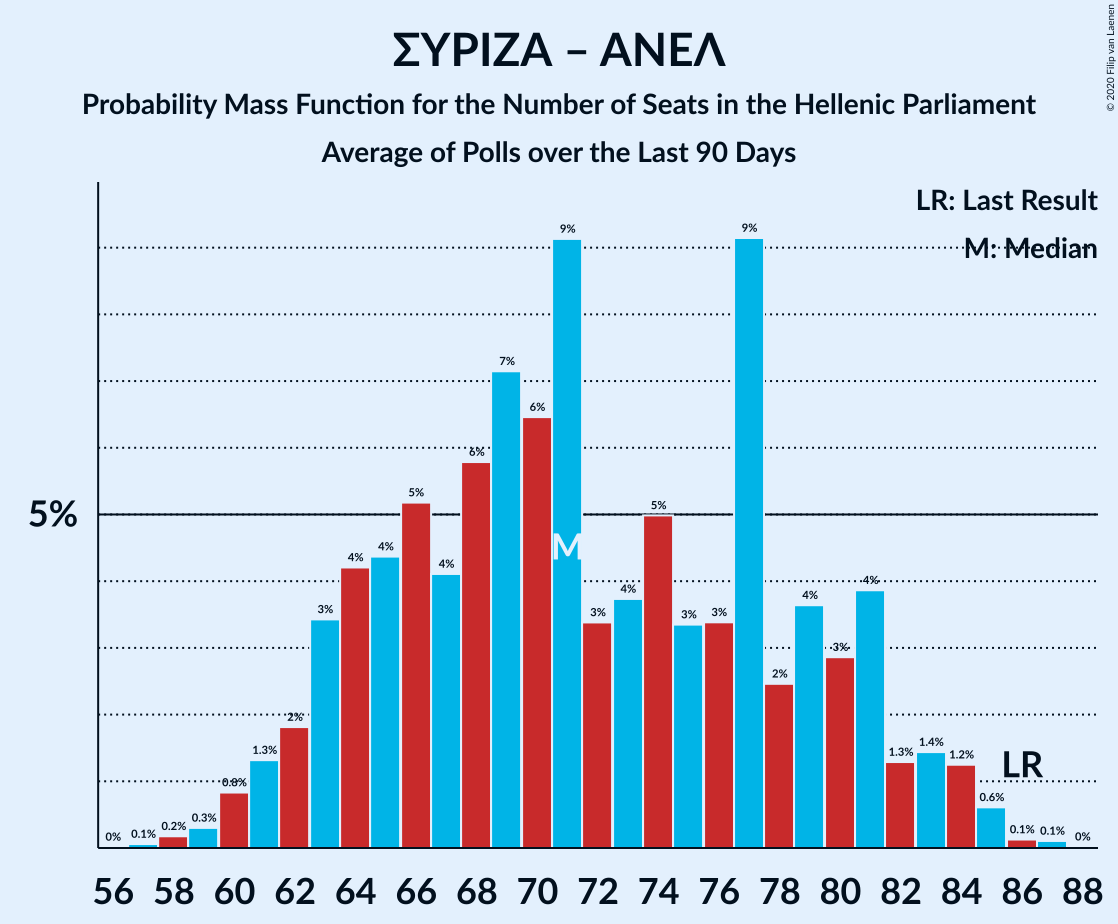 ΣΥΡΙΖΑ – ΑΝΕΛ
Probability Mass Function for the Number of Seats in the Hellenic Parliament
Average of Polls over the Last 90 Days
© 2020 Filip van Laenen
LR: Last Result
M: Median
5%
0% 0.1% 0.2% 0.3% 0.8% 1.3% 2% 3% 4% 4% 5% 4% 6% 7% 6% 9% 3% 4% 5% 3% 3% 9% 2% 4% 3% 4% 1.3% 1.4% 1.2% 0.6% 0.1% 0.1% 0%
M
LR
56 58 60 62 64 66 68 70 72 74 76 78 80 82 84 86 88